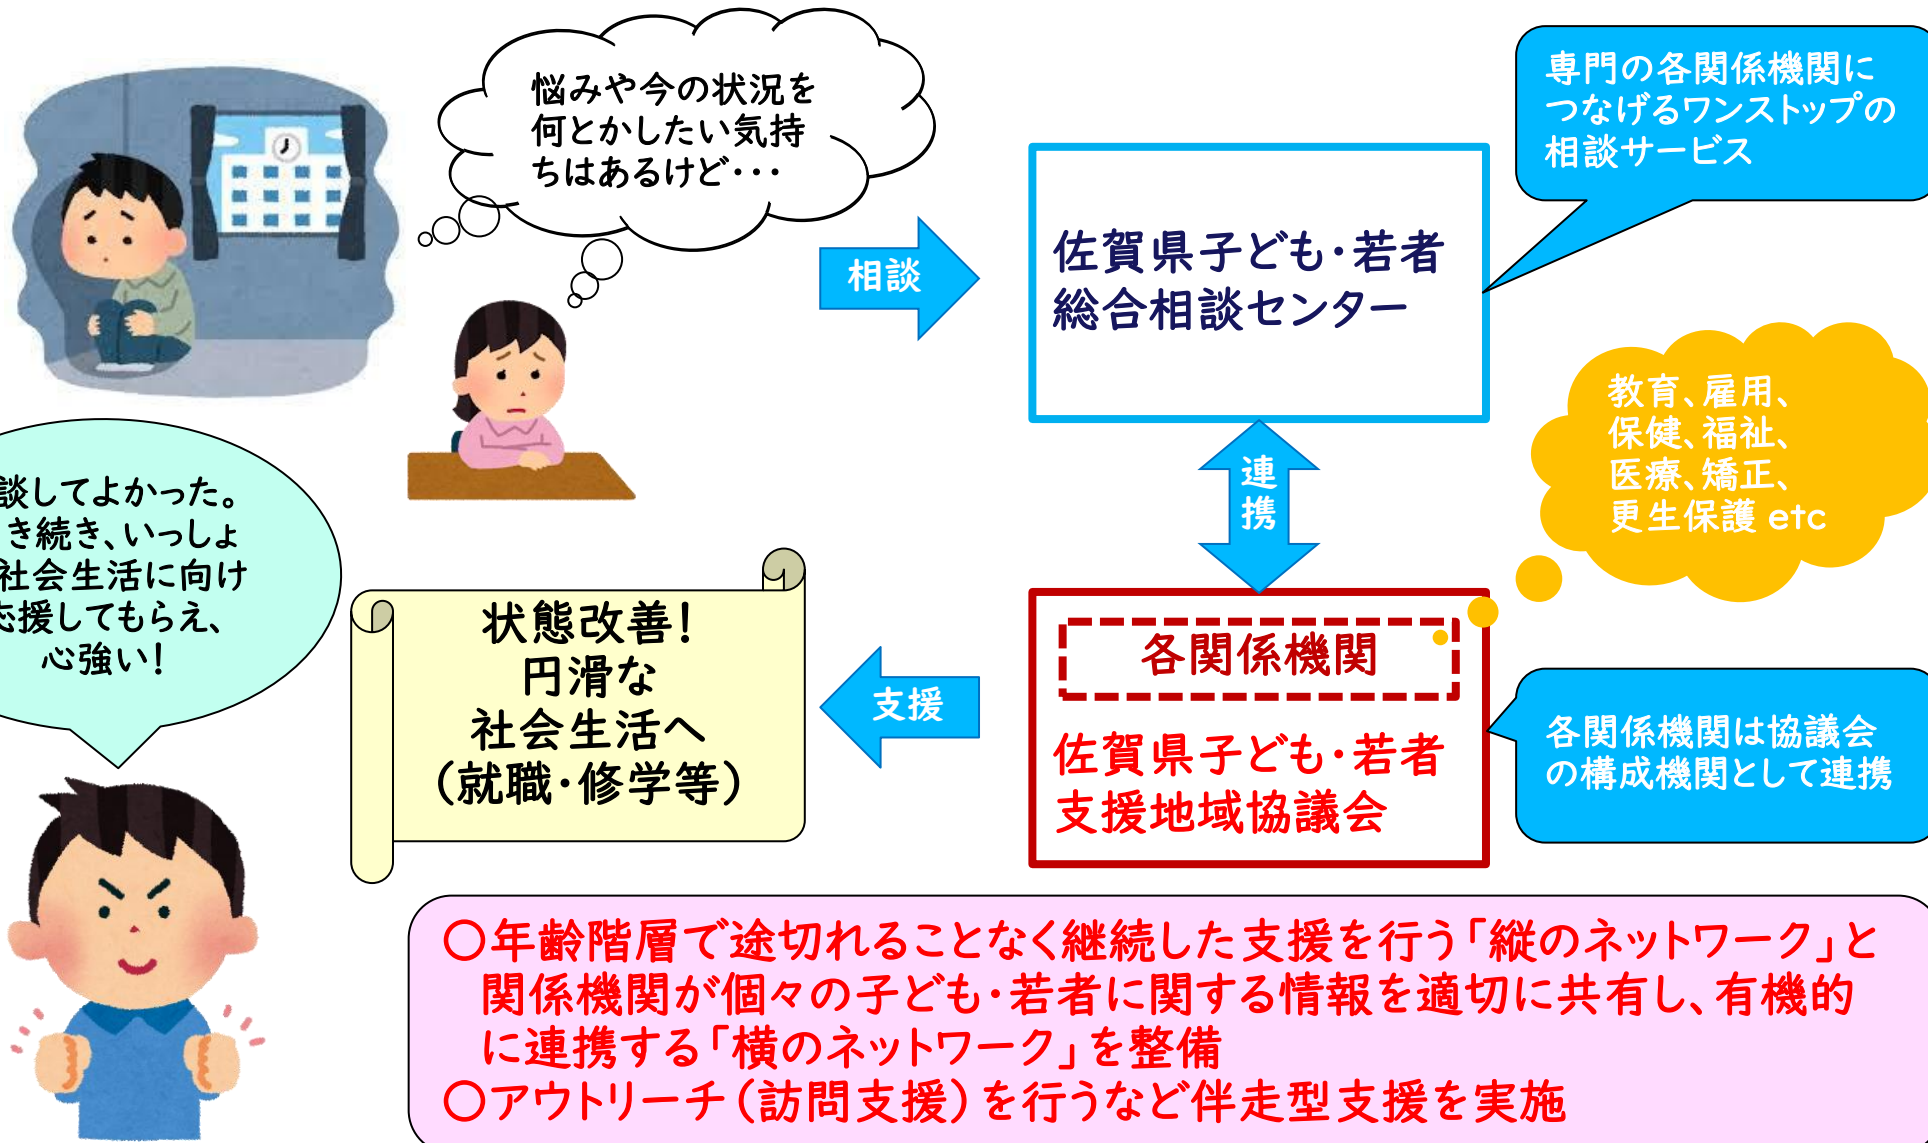 悩みや今の状況を
何とかしたい気持
ちはあるけど・・・
専門の各関係機関に
つなげるワンストップの
相談サービス
相談
佐賀県子ども・若者
総合相談センター
教育、雇用、
保健、福祉、
医療、矯正、
更生保護 etc
連
携
談してよかった。
き続き、いっしょ
社会生活に向け
応援してもらえ、
心強い！
状態改善！
円滑な
社会生活へ
（就職・修学等）
支援
各関係機関
佐賀県子ども・若者
支援地域協議会
各関係機関は協議会
の構成機関として連携
〇年齢階層で途切れることなく継続した支援を行う「縦のネットワーク」と
関係機関が個々の子ども・若者に関する情報を適切に共有し、有機的
に連携する「横のネットワーク」を整備
〇アウトリーチ（訪問支援）を行うなど伴走型支援を実施